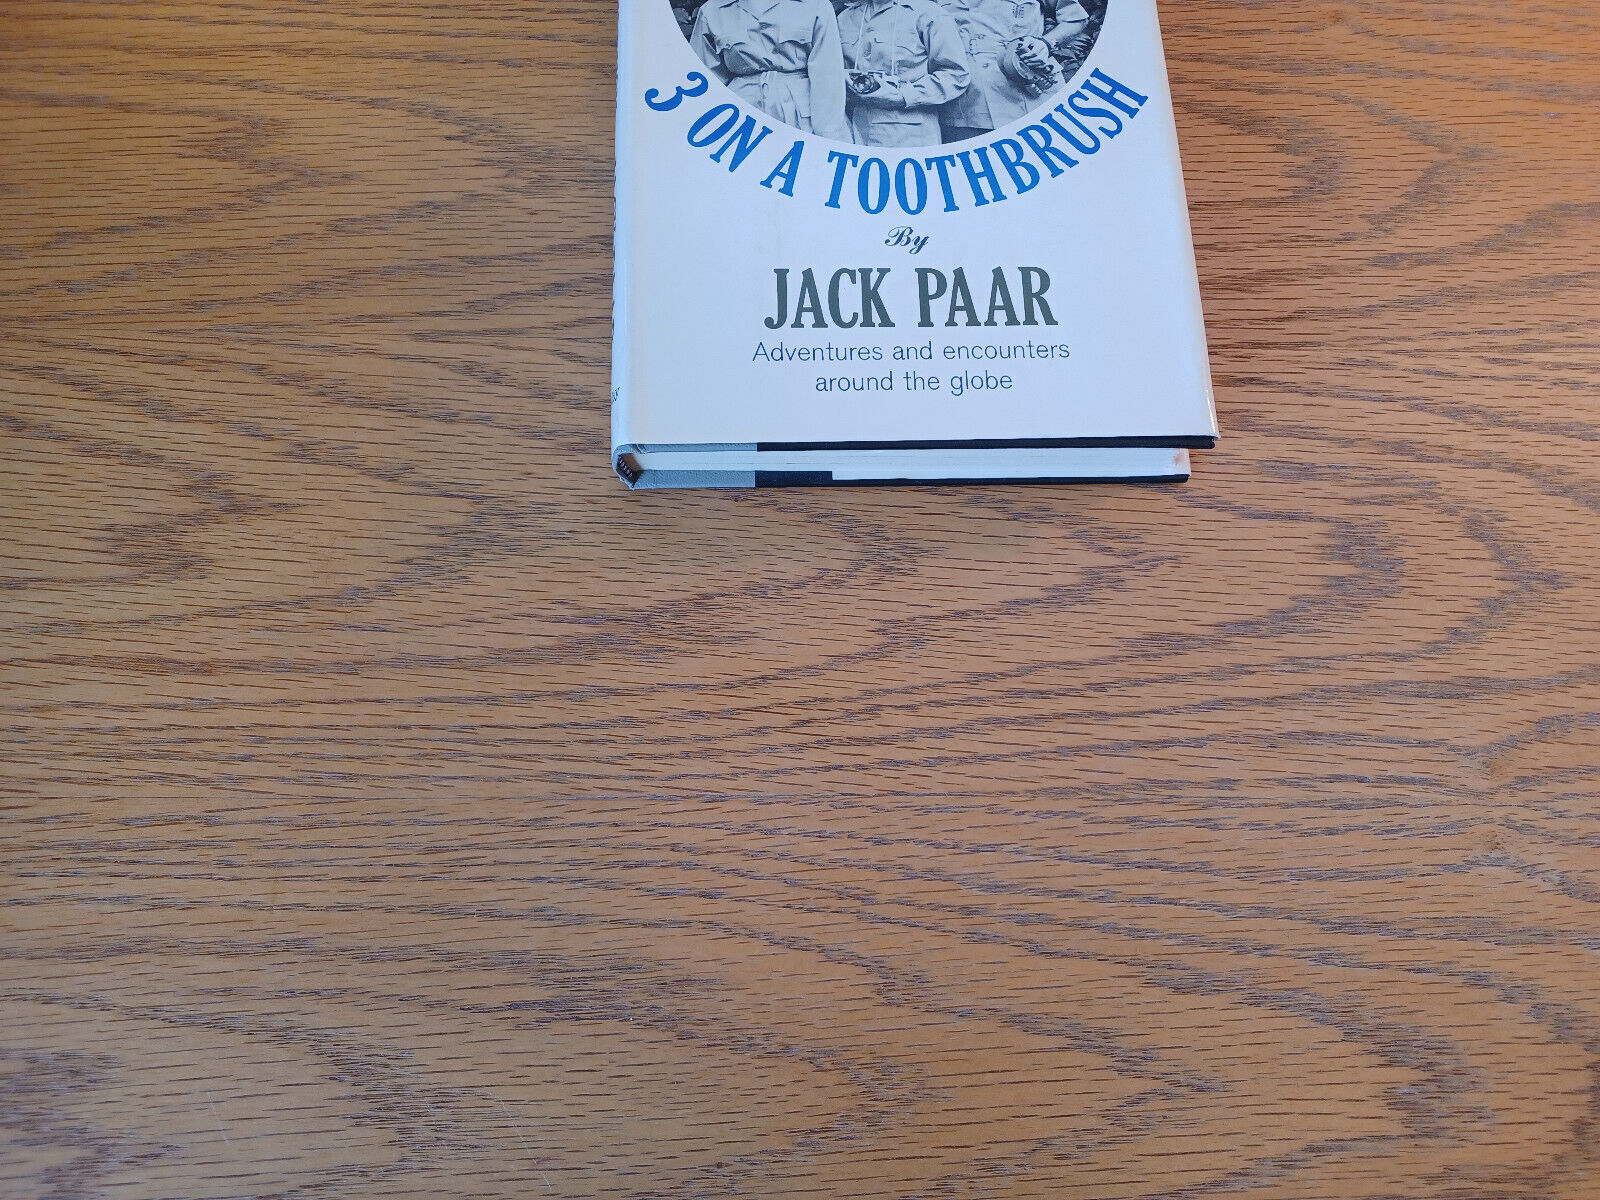 3 ON A TOOTHBRUSH
By
JACK PAAR
Adventures and encounters
around the globe